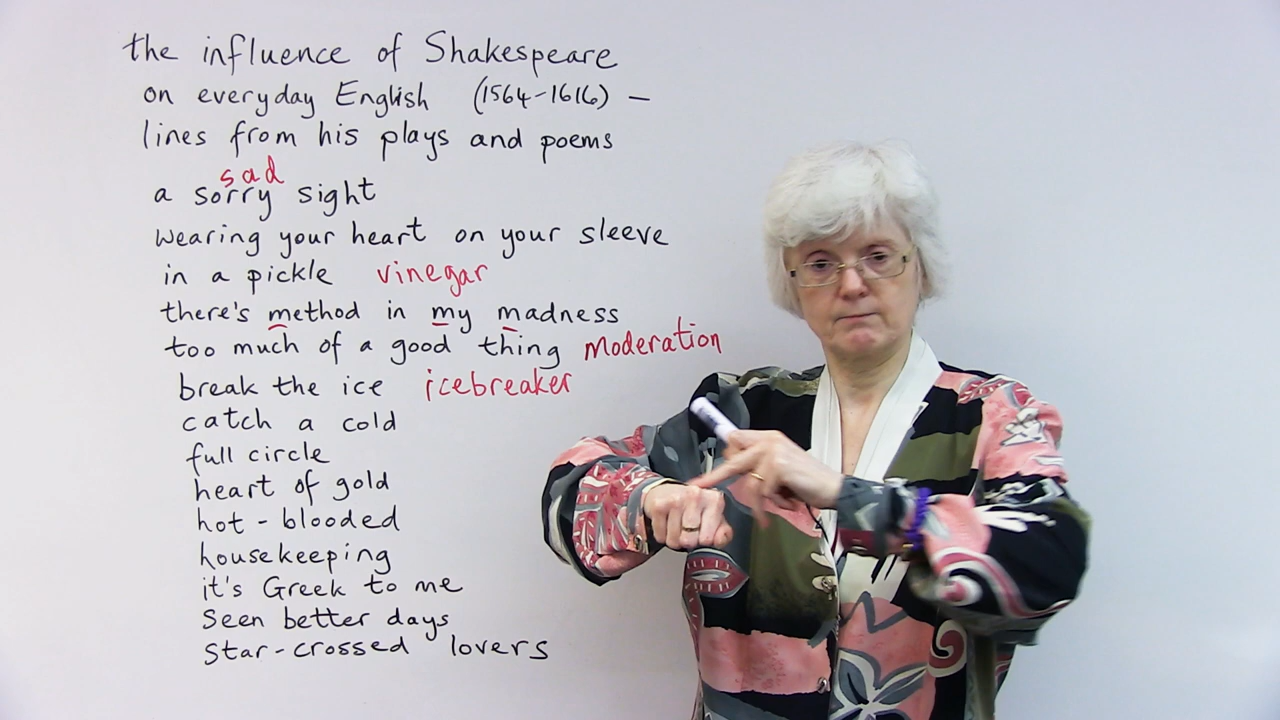 the influence of Shakespeare
on everyday English (1564-1616) –
lines from his plays and poems
sad
a sorry sight
wearing your heart on your sleeve
in a pickle vinegar
there's method in my madness
too much of a good thing moderation
break the ice icebreaker
catch a cold
full circle
heart of gold
hot-blooded
housekeeping
it's Greek to me
seen better days
star-crossed lovers